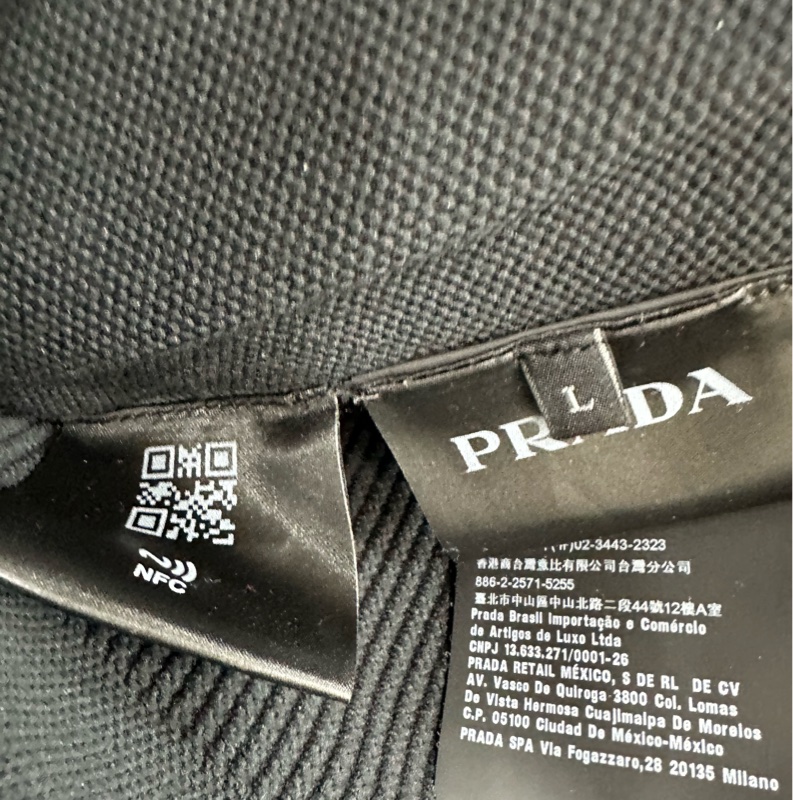 NFC
L
PRADA
02-3443-2323
香港商台灣惠比有限公司台灣分公司
886-2-2571-5255
臺北市中山區中山北路二段44號12樓A室
Prada Brasil Importação e Comércio
de Artigos de Luxo Ltda
CNPJ 13.633.271/0001-26
PRADA RETAIL MÉXICO, S DE RL DE CV
AV. Vasco De Quiroga 3800 Col. Lomas
De Vista Hermosa Cuajimalpa De Morelos
C.P. 05100 Ciudad De México-México
PRADA SPA Via Fogazzaro,28 20135 Milano